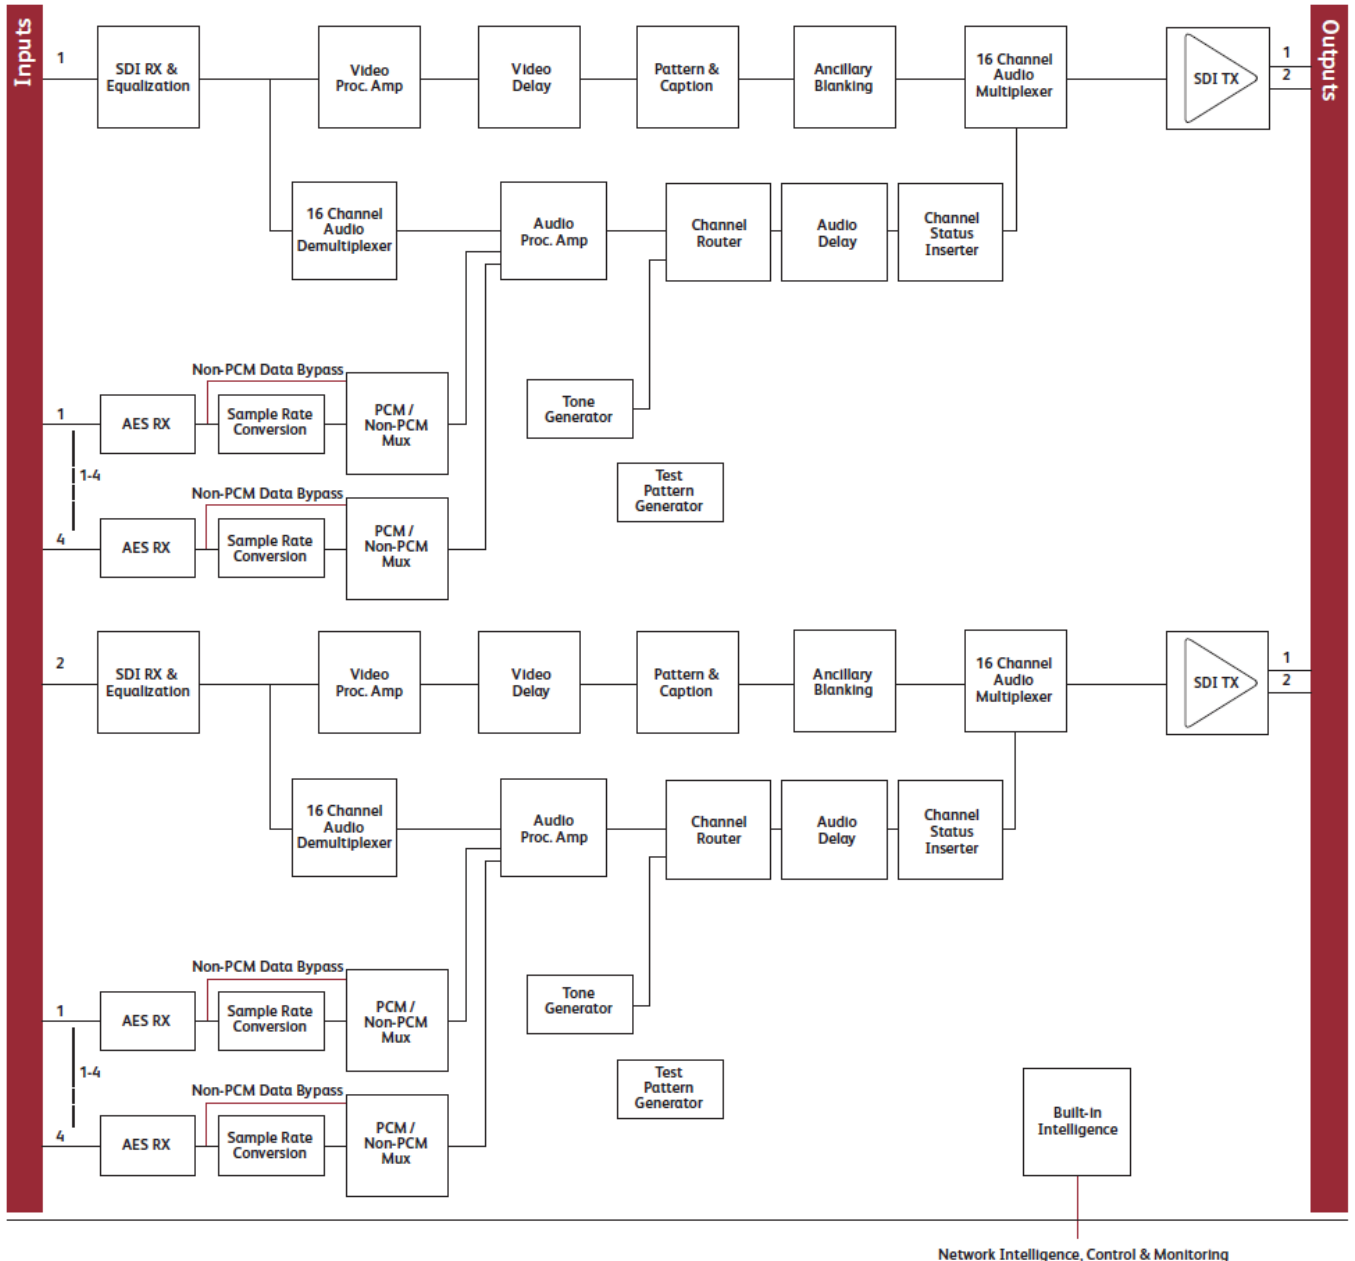 Inputs
Outputs
1
SDI RX &
Equalization
Video
Proc. Amp
Video
Delay
Pattern &
Caption
Ancillary
Blanking
16 Channel
Audio
Multiplexer
SDI TX
1
2
16 Channel
Audio
Demultiplexer
Audio
Proc. Amp
Channel
Router
Audio
Delay
Channel
Status
Inserter
Non-PCM Data Bypass
1
AES RX
Sample Rate
Conversion
PCM /
Non-PCM
Mux
Tone
Generator
1-4
Test
Pattern
Generator
Non-PCM Data Bypass
4
AES RX
Sample Rate
Conversion
PCM /
Non-PCM
Mux
2
SDI RX &
Equalization
Video
Proc. Amp
Video
Delay
Pattern &
Caption
Ancillary
Blanking
16 Channel
Audio
Multiplexer
SDI TX
1
2
16 Channel
Audio
Demultiplexer
Audio
Proc. Amp
Channel
Router
Audio
Delay
Channel
Status
Inserter
Non-PCM Data Bypass
1
AES RX
Sample Rate
Conversion
PCM /
Non-PCM
Mux
Tone
Generator
1-4
Test
Pattern
Generator
Non-PCM Data Bypass
4
AES RX
Sample Rate
Conversion
PCM /
Non-PCM
Mux
Built-in
Intelligence
Network Intelligence, Control & Monitoring